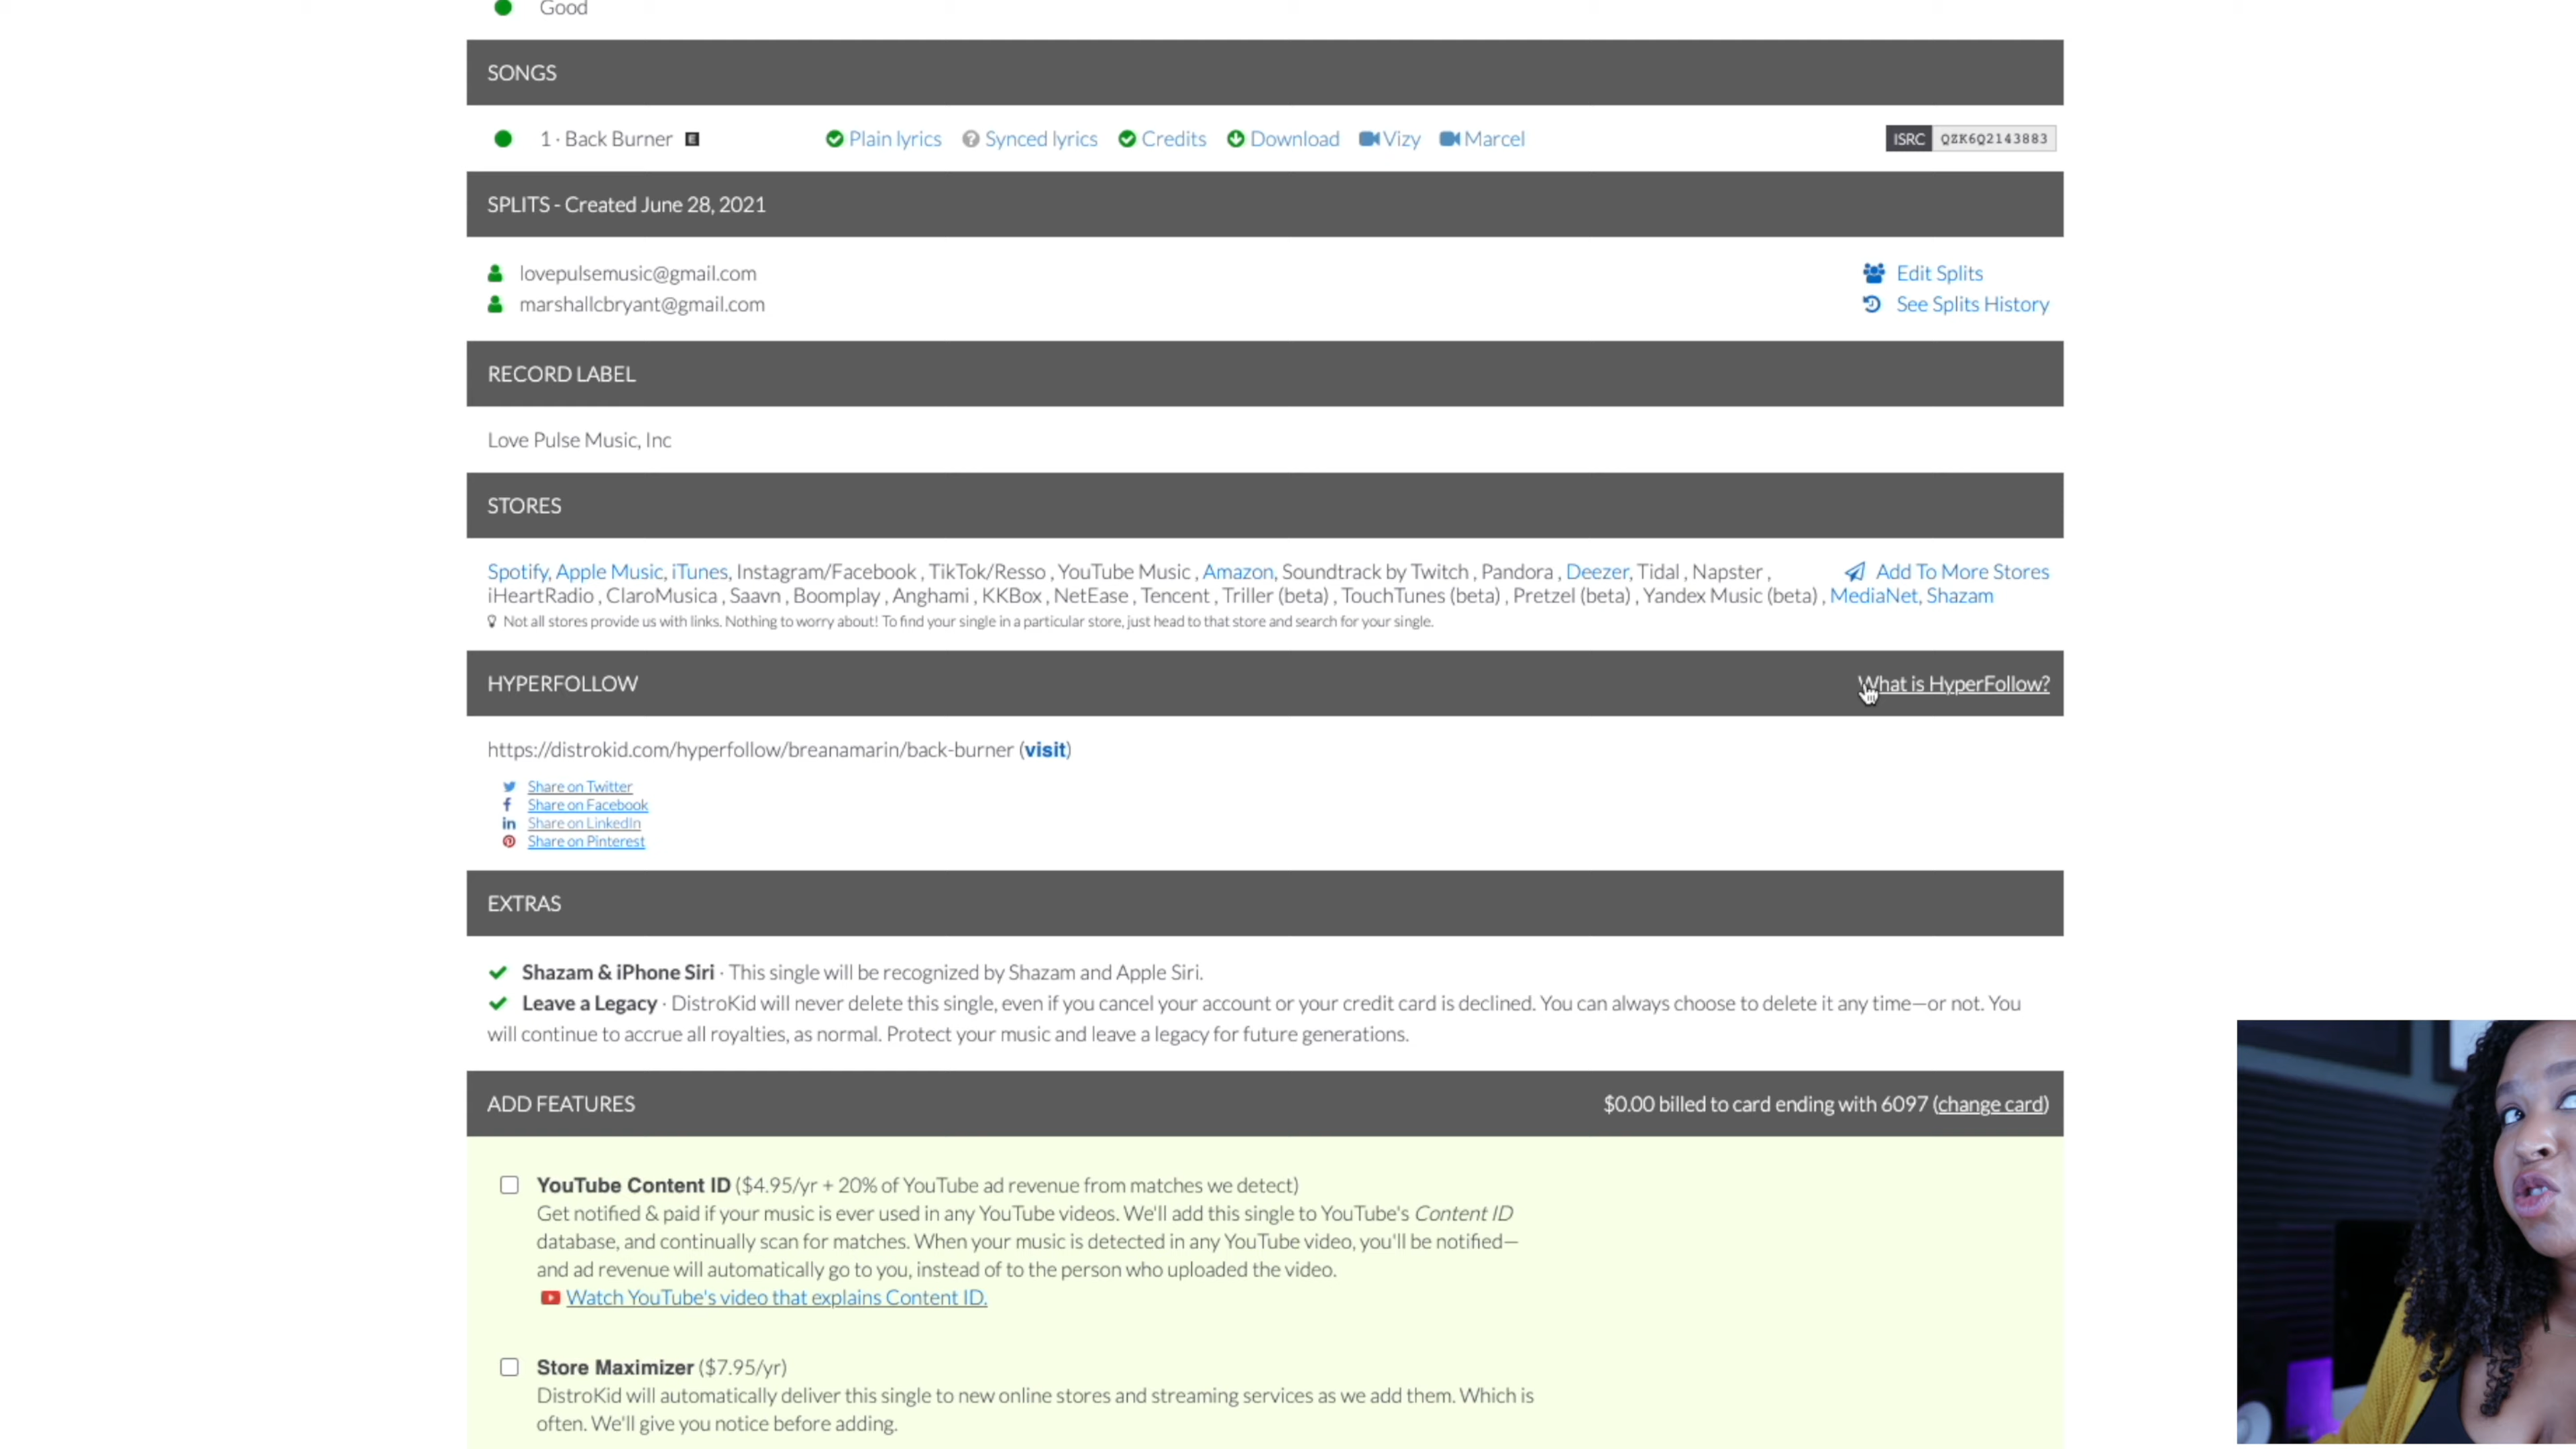 Good
SONGS
1 · Back Burner E Plain lyrics Synced lyrics Credits Download Vizy Marcel ISRC QZK6Q2143883
SPLITS - Created June 28, 2021
lovepulsemusic@gmail.com Edit Splits
marshallcbryant@gmail.com See Splits History
RECORD LABEL
Love Pulse Music, Inc
STORES
Spotify, Apple Music, iTunes, Instagram/Facebook , TikTok/Resso , YouTube Music , Amazon, Soundtrack by Twitch , Pandora , Deezer, Tidal , Napster , Add To More Stores
iHeartRadio , ClaroMusica , Saavn , Boomplay , Anghami , KKBox , NetEase , Tencent , Triller (beta) , TouchTunes (beta) , Pretzel (beta) , Yandex Music (beta) , MediaNet, Shazam
Not all stores provide us with links. Nothing to worry about! To find your single in a particular store, just head to that store and search for your single.
HYPERFOLLOW What is HyperFollow?
https://distrokid.com/hyperfollow/breanamarin/back-burner (visit)
Share on Twitter
Share on Facebook
Share on LinkedIn
Share on Pinterest
EXTRAS
Shazam & iPhone Siri · This single will be recognized by Shazam and Apple Siri.
Leave a Legacy · DistroKid will never delete this single, even if you cancel your account or your credit card is declined. You can always choose to delete it any time—or not. You
will continue to accrue all royalties, as normal. Protect your music and leave a legacy for future generations.
ADD FEATURES $0.00 billed to card ending with 6097 (change card)
YouTube Content ID ($4.95/yr + 20% of YouTube ad revenue from matches we detect)
Get notified & paid if your music is ever used in any YouTube videos. We'll add this single to YouTube's Content ID
database, and continually scan for matches. When your music is detected in any YouTube video, you'll be notified—
and ad revenue will automatically go to you, instead of to the person who uploaded the video.
Watch YouTube's video that explains Content ID.
Store Maximizer ($7.95/yr)
DistroKid will automatically deliver this single to new online stores and streaming services as we add them. Which is
often. We'll give you notice before adding.